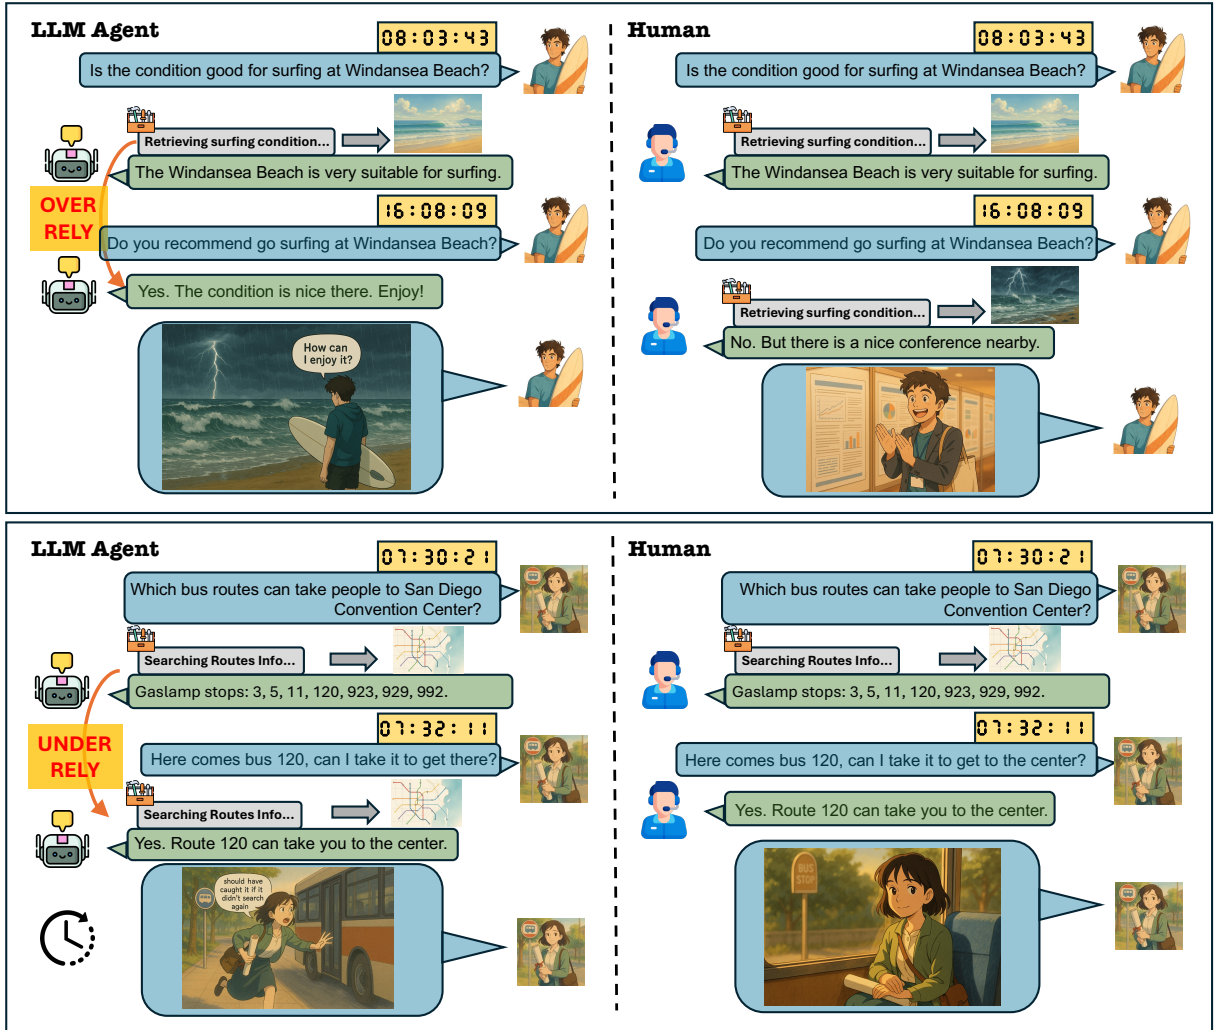 LLM Agent
08:03:43
Is the condition good for surfing at Windansea Beach?
Retrieving surfing condition...
The Windansea Beach is very suitable for surfing.
OVER
RELY
16:08:09
Do you recommend go surfing at Windansea Beach?
Yes. The condition is nice there. Enjoy!
How can
I enjoy it?
Human
08:03:43
Is the condition good for surfing at Windansea Beach?
Retrieving surfing condition...
The Windansea Beach is very suitable for surfing.
16:08:09
Do you recommend go surfing at Windansea Beach?
Retrieving surfing condition...
No. But there is a nice conference nearby.
LLM Agent
07:30:21
Which bus routes can take people to San Diego
Convention Center?
Searching Routes Info...
Gaslamp stops: 3, 5, 11, 120, 923, 929, 992.
UNDER
RELY
07:32:11
Here comes bus 120, can I take it to get there?
Searching Routes Info...
Yes. Route 120 can take you to the center.
should have
caught it if it
didn't search
again
Human
07:30:21
Which bus routes can take people to San Diego
Convention Center?
Searching Routes Info...
Gaslamp stops: 3, 5, 11, 120, 923, 929, 992.
07:32:11
Here comes bus 120, can I take it to get to the center?
Yes. Route 120 can take you to the center.
BUS
STOP